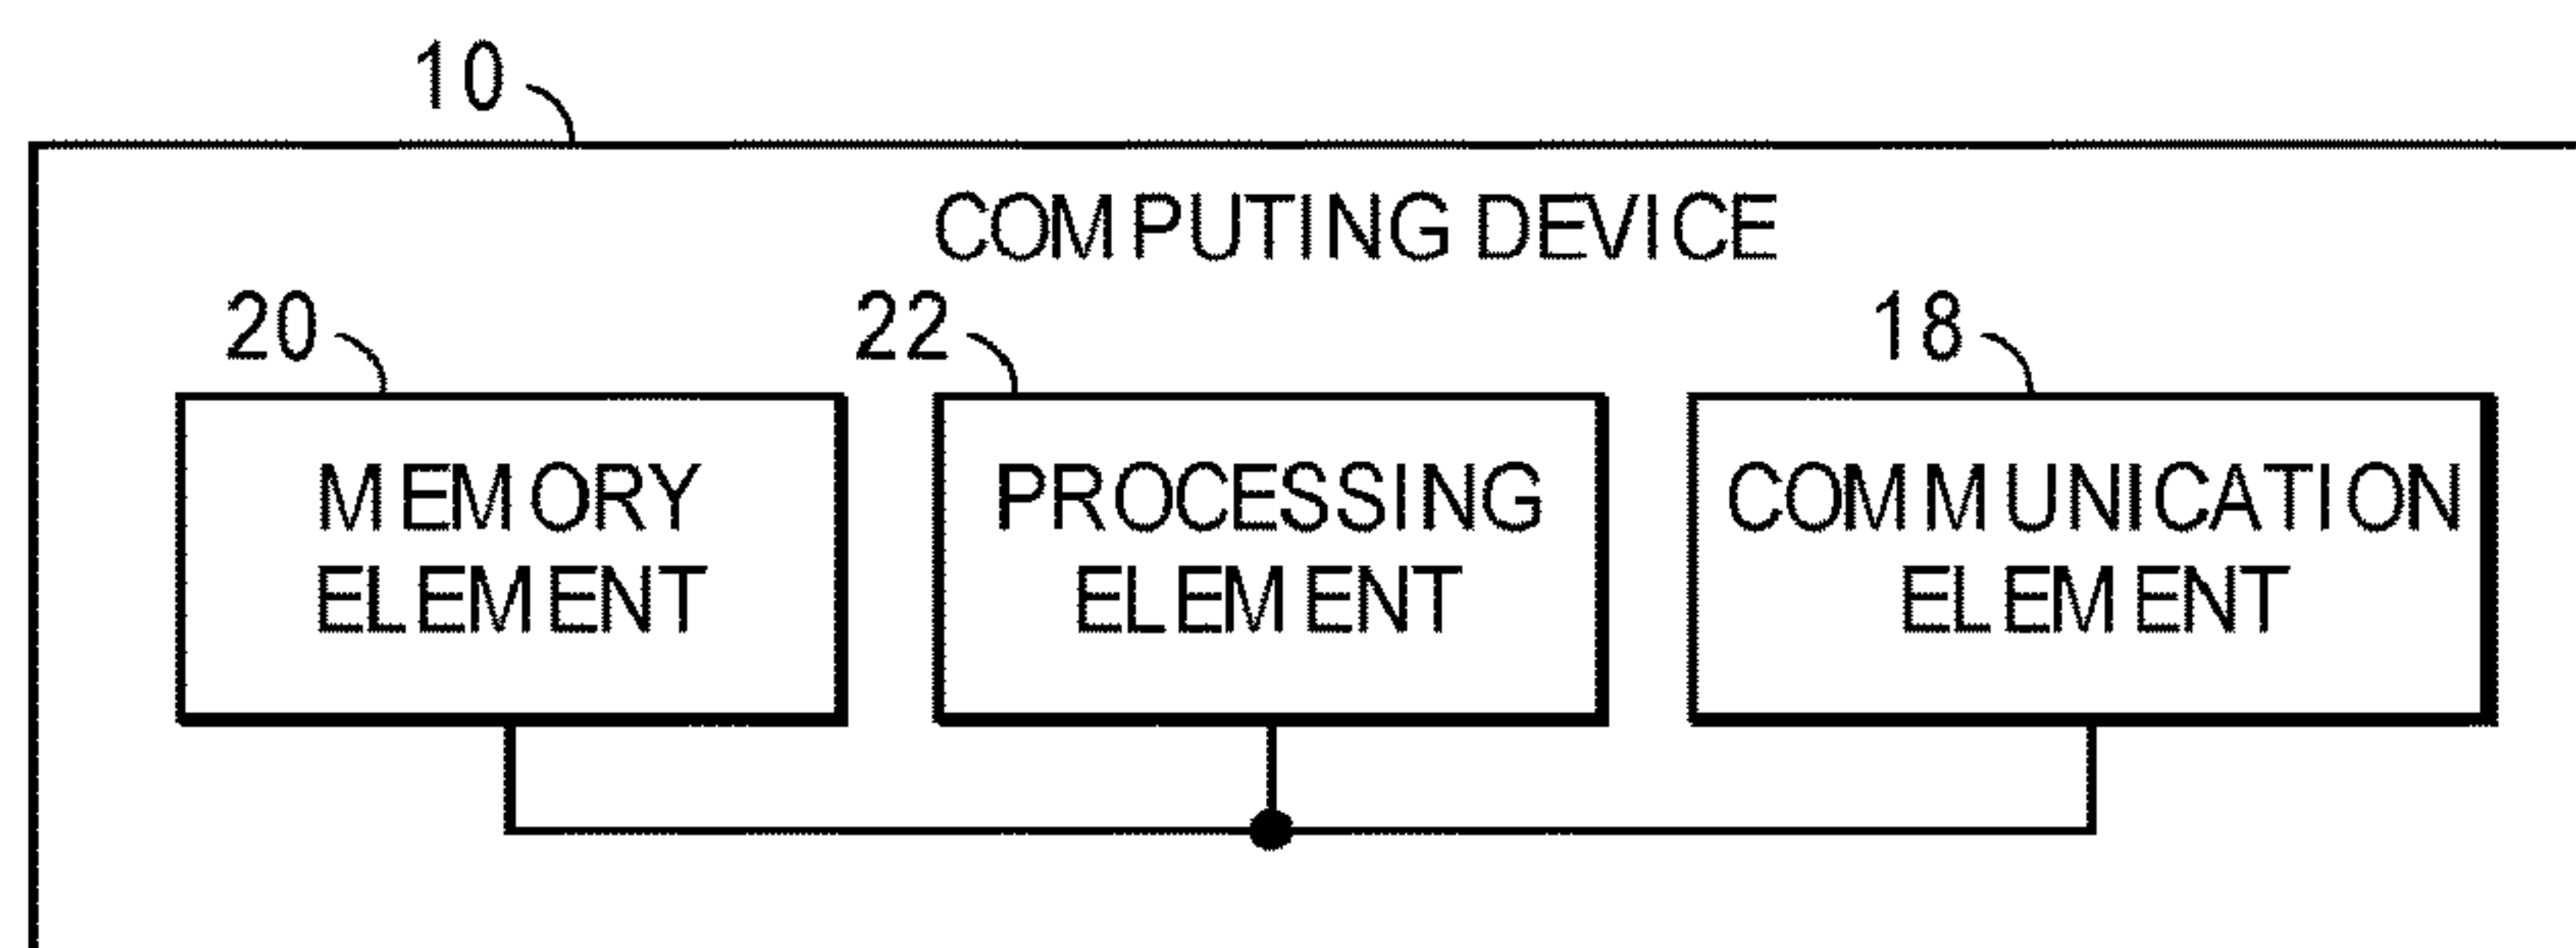 10
COMPUTING DEVICE
20
22
18
MEMORY
ELEMENT
PROCESSING
ELEMENT
COMMUNICATION
ELEMENT